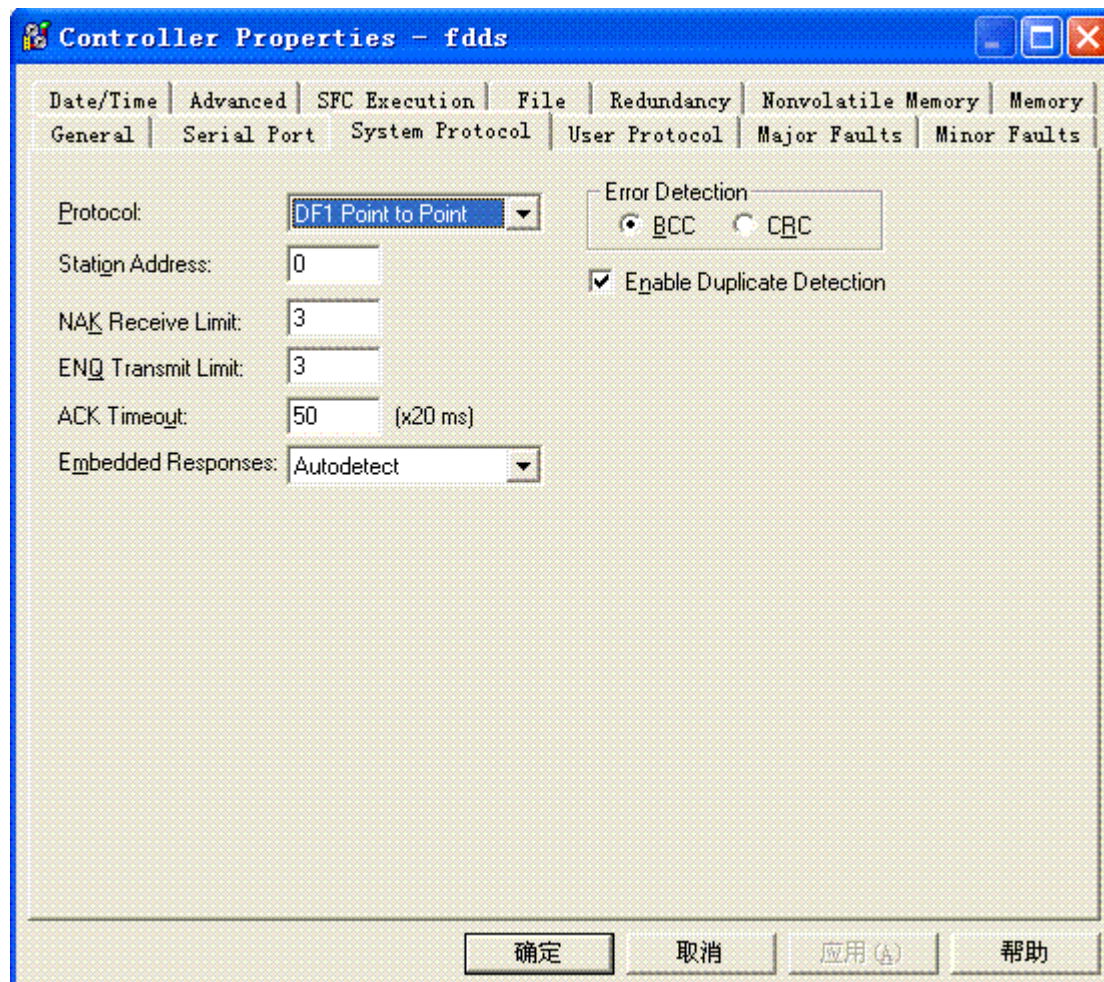 Controller Properties - fdds
Date/Time Advanced SFC Execution File Redundancy Nonvolatile Memory Memory
General Serial Port System Protocol User Protocol Major Faults Minor Faults
Protocol: DF1 Point to Point
Error Detection
BCC CRC
Station Address: 0
Enable Duplicate Detection
NAK Receive Limit: 3
ENQ Transmit Limit: 3
ACK Timeout: 50 (x20 ms)
Embedded Responses: Autodetect
确定 取消 应用(A) 帮助